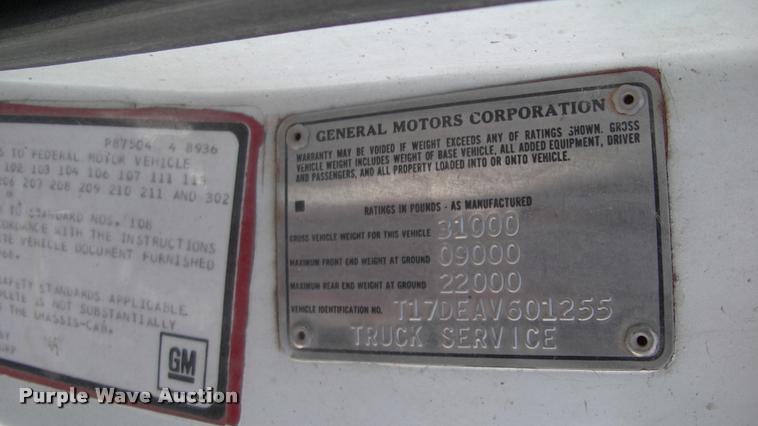 P87504 4 8936
S TO FEDERAL MOTOR VEHICLE
102 103 104 106 107 111 113
206 207 208 209 210 211 AND 302
TO STANDARD NOS. 108
CORDANCE WITH THE INSTRUCTIONS
VEHICLE DOCUMENT FURNISHED
SAFETY STANDARDS APPLICABLE
IS NOT SUBSTANTIALLY
THE CHASSIS-CAB.
GM
GENERAL MOTORS CORPORATION
WARRANTY MAY BE VOIDED IF WEIGHT EXCEEDS ANY OF RATINGS SHOWN. GROSS
VEHICLE WEIGHT INCLUDES WEIGHT OF BASE VEHICLE, ALL ADDED EQUIPMENT, DRIVER
AND PASSENGERS, AND ALL PROPERTY LOADED INTO OR ONTO VEHICLE.
RATINGS IN POUNDS - AS MANUFACTURED
GROSS VEHICLE WEIGHT FOR THIS VEHICLE 31000
MAXIMUM FRONT END WEIGHT AT GROUND 09000
MAXIMUM REAR END WEIGHT AT GROUND 22000
VEHICLE IDENTIFICATION NO. T17DEAV601255
TRUCK SERVICE
Purple Wave Auction